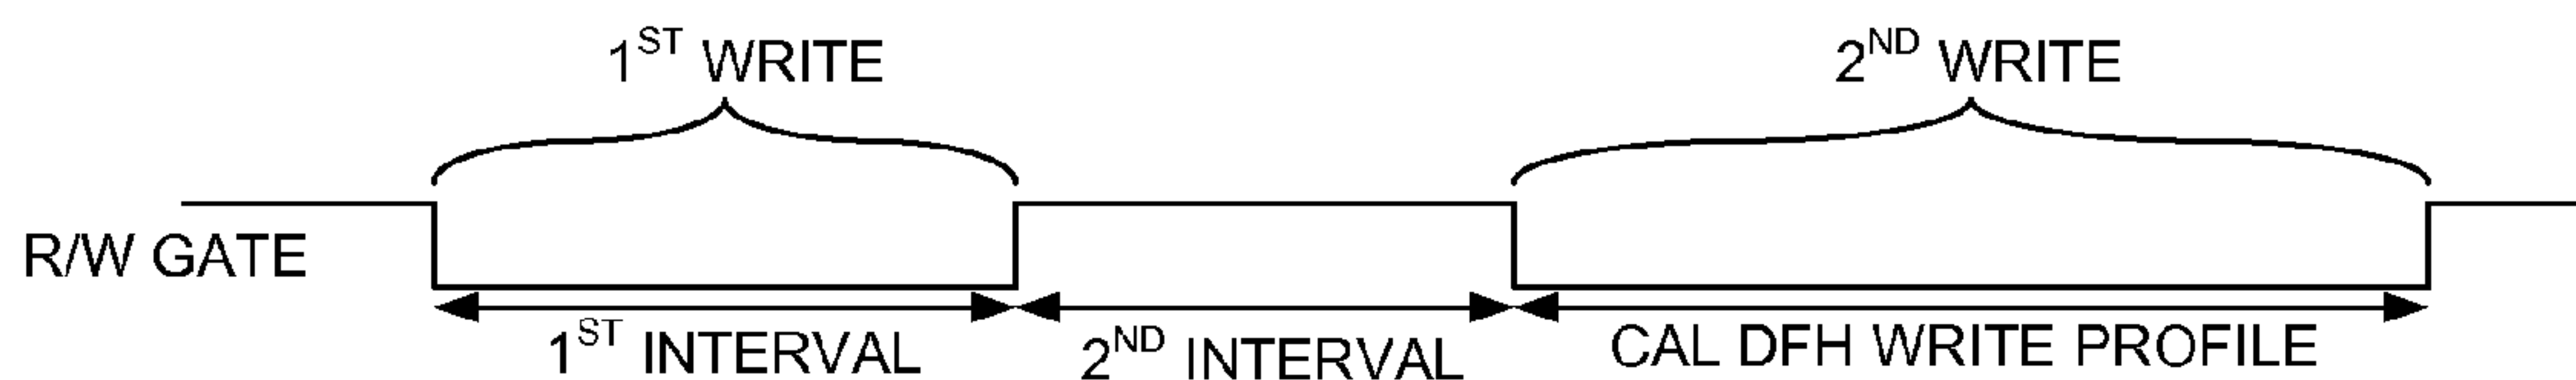 1ST WRITE
2ND WRITE
R/W GATE
1ST INTERVAL
2ND INTERVAL
CAL DFH WRITE PROFILE